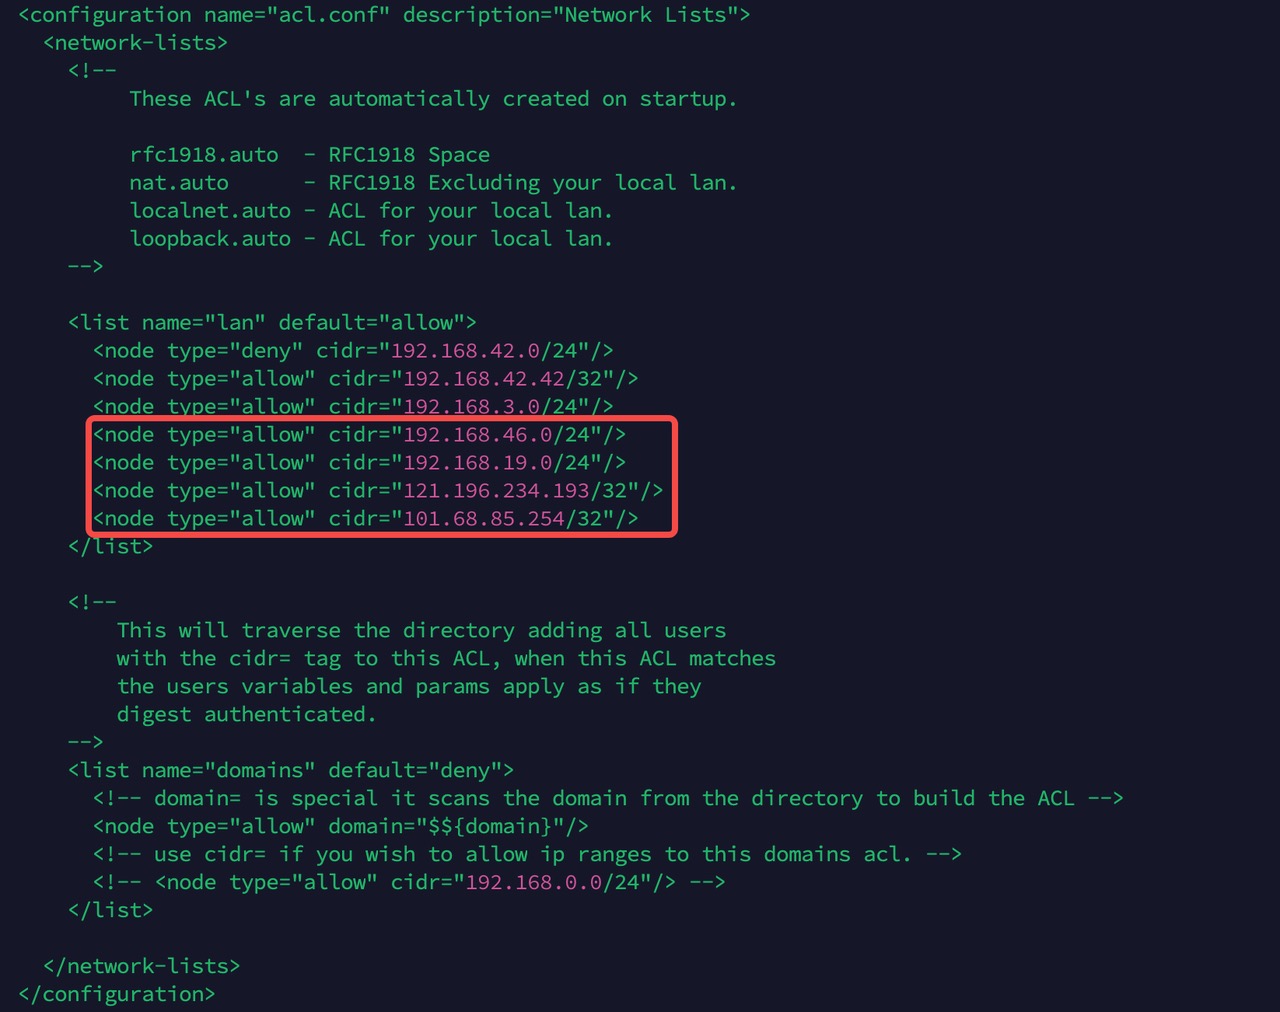 <configuration name="acl.conf" description="Network Lists">
<network-lists>
<!--
These ACL's are automatically created on startup.
rfc1918.auto  - RFC1918 Space
nat.auto      - RFC1918 Excluding your local lan.
localnet.auto - ACL for your local lan.
loopback.auto - ACL for your local lan.
-->
<list name="lan" default="allow">
<node type="deny" cidr="192.168.42.0/24"/>
<node type="allow" cidr="192.168.42.42/32"/>
<node type="allow" cidr="192.168.3.0/24"/>
<node type="allow" cidr="192.168.46.0/24"/>
<node type="allow" cidr="192.168.19.0/24"/>
<node type="allow" cidr="121.196.234.193/32"/>
<node type="allow" cidr="101.68.85.254/32"/>
</list>
<!--
This will traverse the directory adding all users
with the cidr= tag to this ACL, when this ACL matches
the users variables and params apply as if they
digest authenticated.
-->
<list name="domains" default="deny">
<!-- domain= is special it scans the domain from the directory to build the ACL -->
<node type="allow" domain="$${domain}"/>
<!-- use cidr= if you wish to allow ip ranges to this domains acl. -->
<!-- <node type="allow" cidr="192.168.0.0/24"/> -->
</list>
</network-lists>
</configuration>